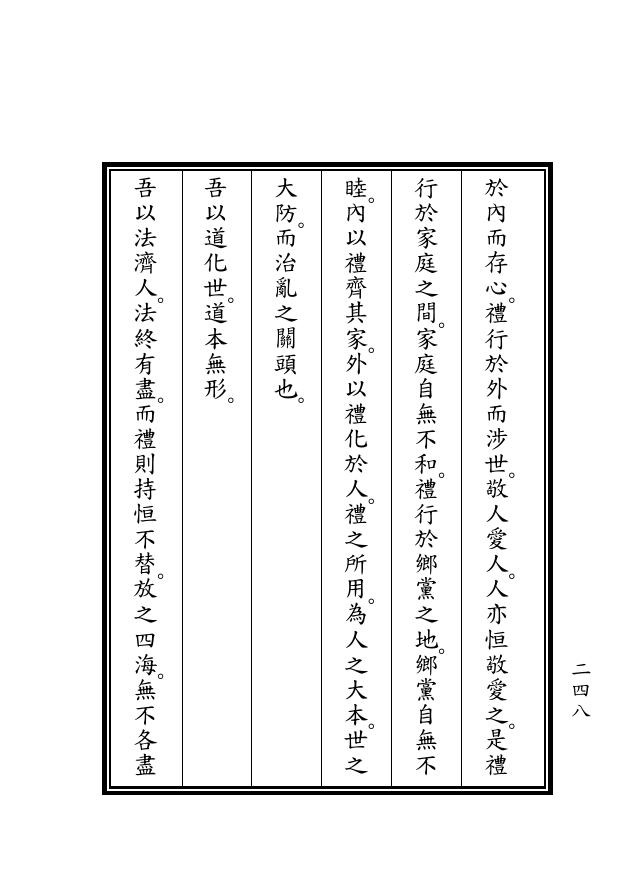 於內而存心。禮行於外而涉世。敬人愛人。人亦恒敬愛之。是禮
行於家庭之間。家庭自無不和。禮行於鄉黨之地。鄉黨自無不
睦。內以禮齊其家。外以禮化於人。禮之所用。為人之大本。世之
大防。而治亂之關頭也。
吾以道化世。道本無形。
吾以法濟人。法終有盡。而禮則持恒不替。放之四海。無不各盡
二四八